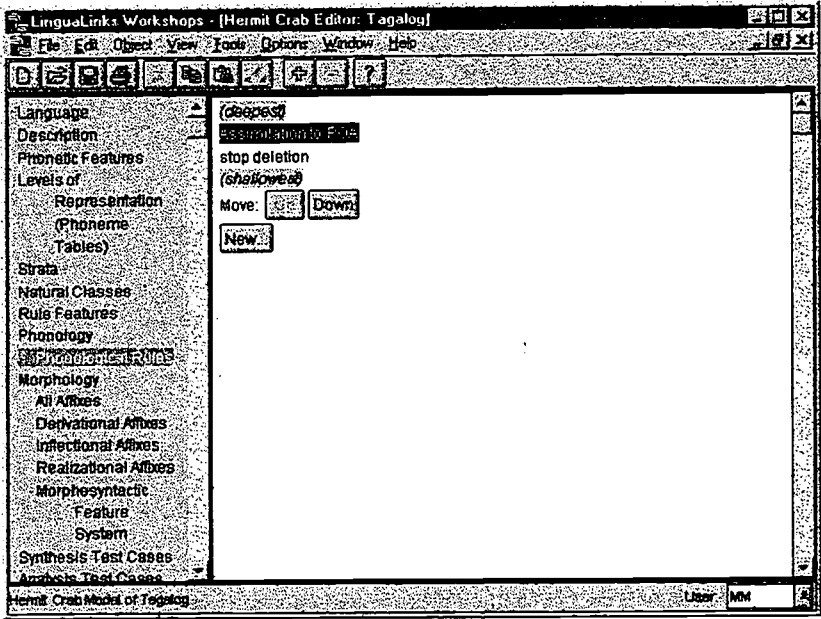 LinguaLinks Workshops - [Hermit Crab Editor: Tagalog]
File Edit Object View Tools Options Window Help
Language
Description
Phonetic Features
Levels of
Representation
(Phoneme
Tables)
Strata
Natural Classes
Rule Features
Phonology
Phonological Rules
Morphology
All Affixes
Derivational Affixes
Inflectional Affixes
Realizational Affixes
Morphosyntactic
Feature
System
Synthesis Test Cases
Analysis Test Cases
(deepest)
assimilation to POA
stop deletion
(shallowest)
Move: Up Down
New...
Hermit Crab Model of Tagalog User: MM